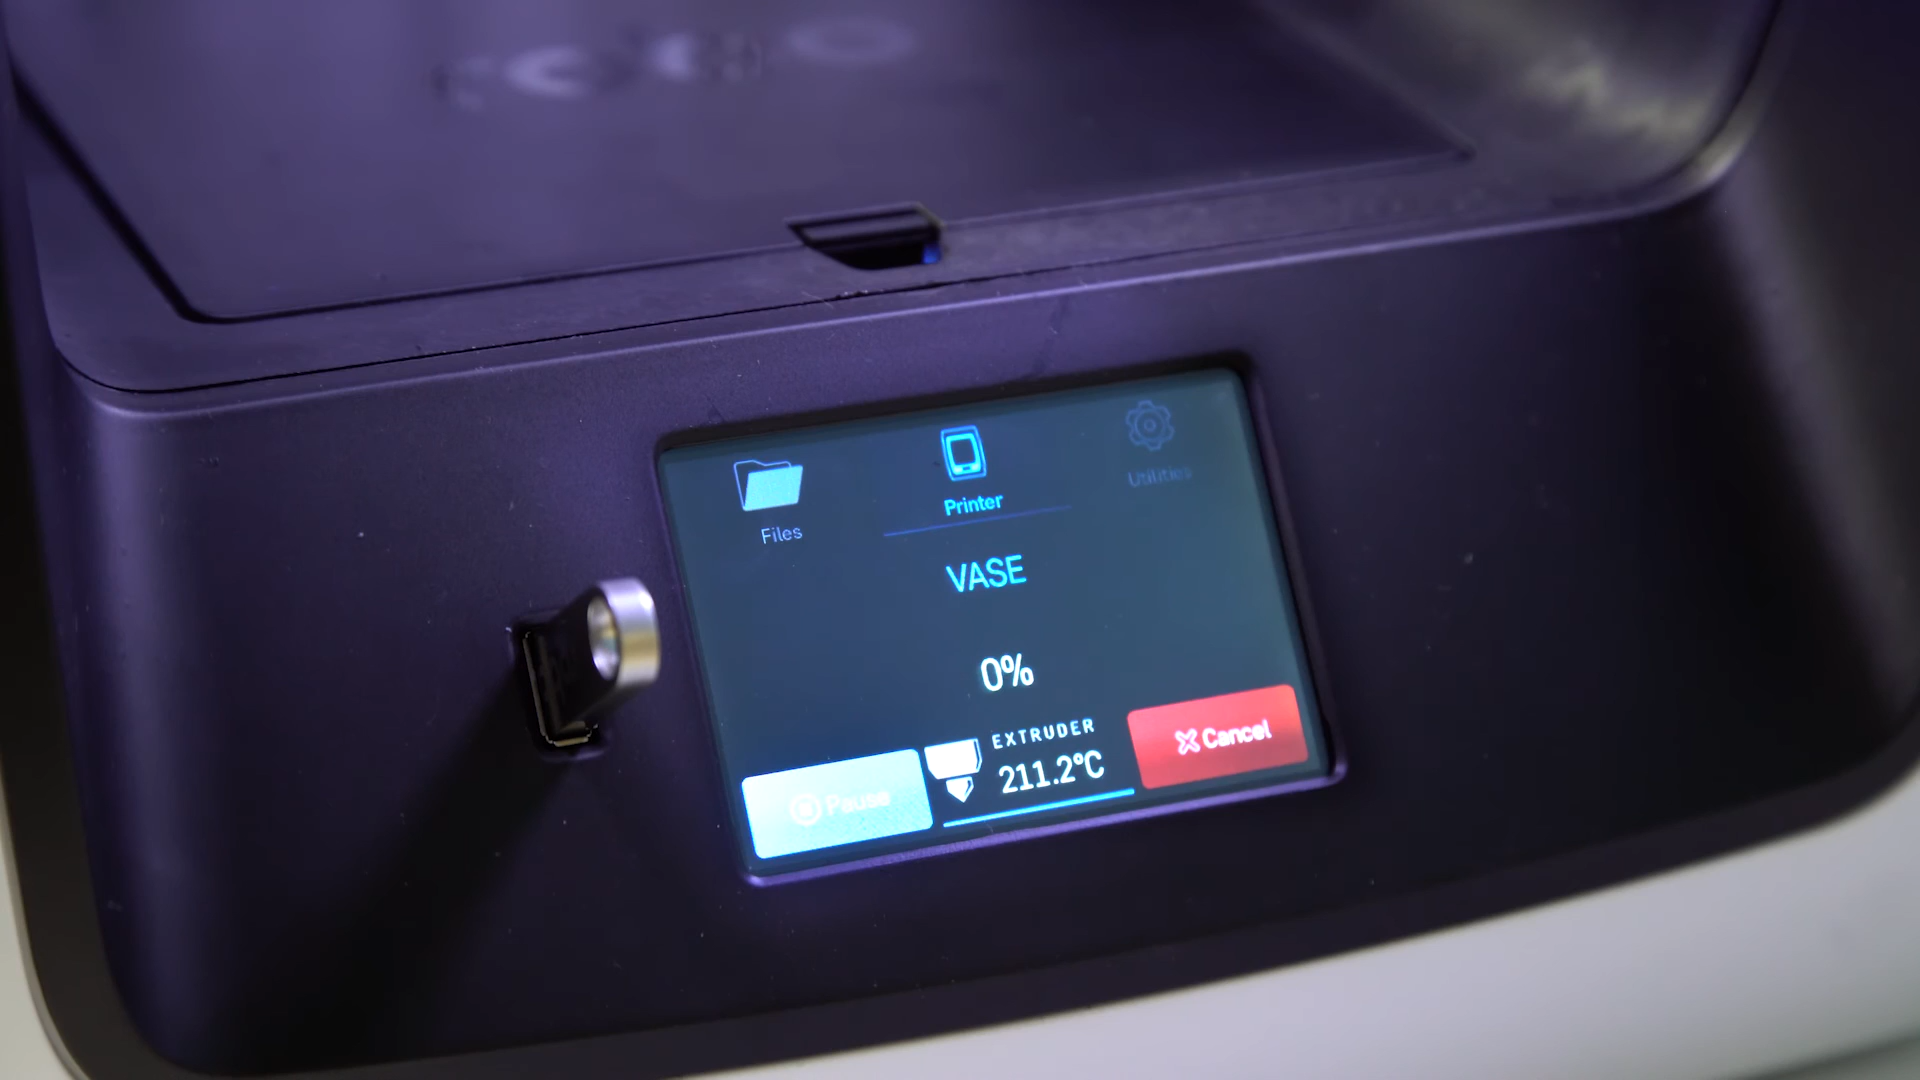 Files
Printer
Utilities
VASE
0%
EXTRUDER
211.2°C
Pause
Cancel